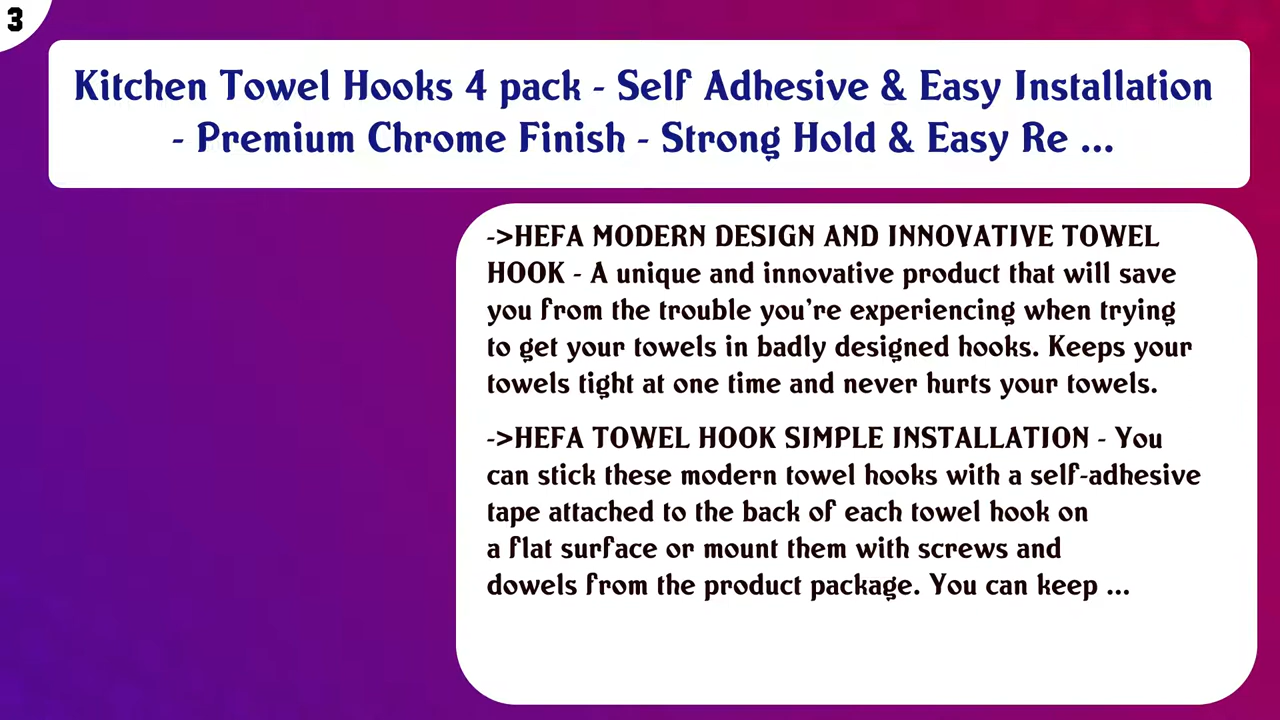 3
Kitchen Towel Hooks 4 pack - Self Adhesive & Easy Installation
- Premium Chrome Finish - Strong Hold & Easy Re ...
->HEFA MODERN DESIGN AND INNOVATIVE TOWEL
HOOK - A unique and innovative product that will save
you from the trouble you're experiencing when trying
to get your towels in badly designed hooks. Keeps your
towels tight at one time and never hurts your towels.
->HEFA TOWEL HOOK SIMPLE INSTALLATION - You
can stick these modern towel hooks with a self-adhesive
tape attached to the back of each towel hook on
a flat surface or mount them with screws and
dowels from the product package. You can keep ...